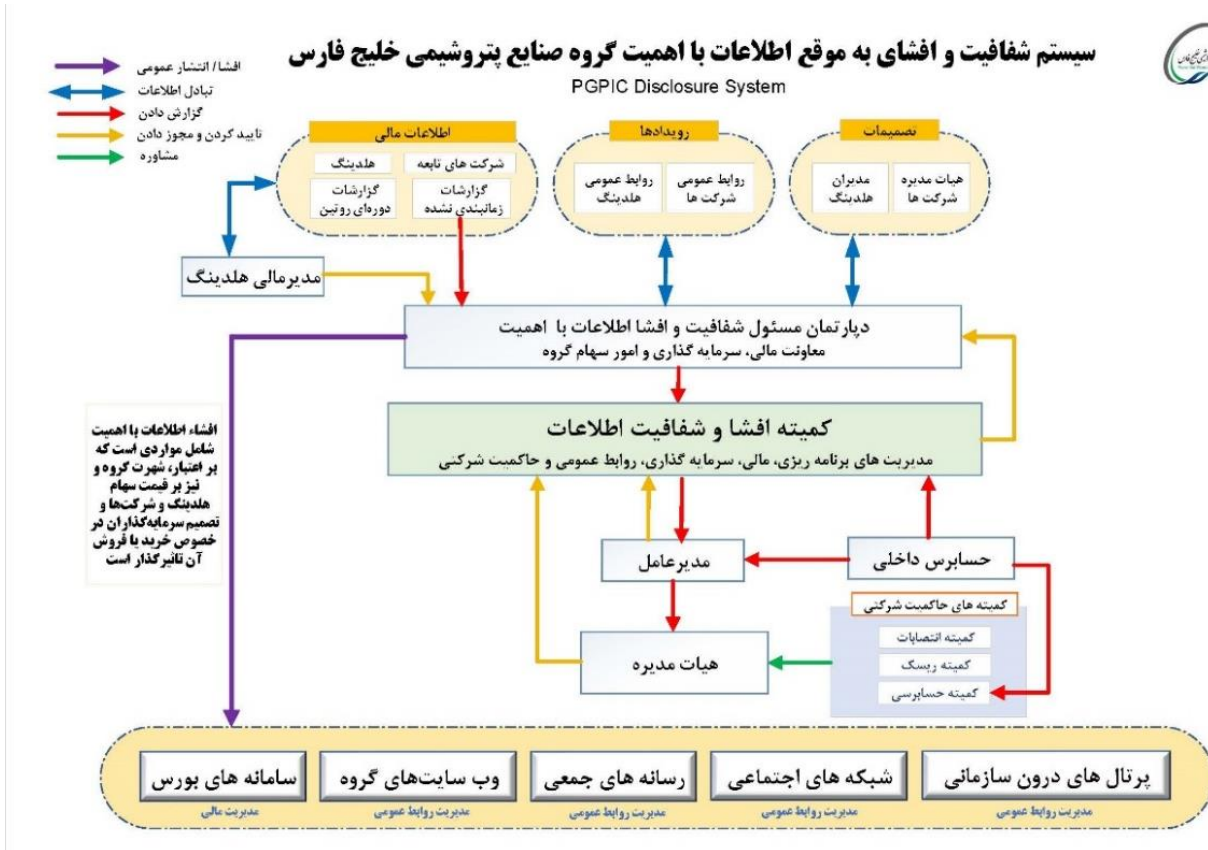 سیستم شفافیت و افشای به موقع اطلاعات با اهمیت گروه صنایع پتروشیمی خلیج فارس
PGPIC Disclosure System
افشا/ انتشار عمومی
تبادل اطلاعات
گزارش دادن
تایید کردن و مجوز دادن
مشاوره
تصمیمات
هیات مدیره
شرکت ها
مدیران
هلدینگ
رویدادها
روابط عمومی
شرکت ها
روابط عمومی
هلدینگ
اطلاعات مالی
شرکت های تابعه
هلدینگ
گزارشات
زمانبندی نشده
گزارشات
دوره‌ای روتین
مدیرمالی هلدینگ
دپارتمان مسئول شفافیت و افشا اطلاعات با اهمیت
معاونت مالی، سرمایه گذاری و امور سهام گروه
کمیته افشا و شفافیت اطلاعات
مدیریت های برنامه ریزی، مالی، سرمایه گذاری، روابط عمومی و حاکمیت شرکتی
افشاء اطلاعات با اهمیت
شامل مواردی است که
بر اعتبار، شهرت گروه و
نیز بر قیمت سهام
هلدینگ و شرکت‌ها و
تصمیم سرمایه‌گذاران در
خصوص خرید یا فروش
آن تاثیرگذار است
حسابرس داخلی
مدیرعامل
کمیته های حاکمیت شرکتی
کمیته انتصابات
کمیته ریسک
کمیته حسابرسی
هیات مدیره
پرتال های درون سازمانی
مدیریت روابط عمومی
شبکه های اجتماعی
مدیریت روابط عمومی
رسانه های جمعی
مدیریت روابط عمومی
وب سایت‌های گروه
مدیریت روابط عمومی
سامانه های بورس
مدیریت مالی